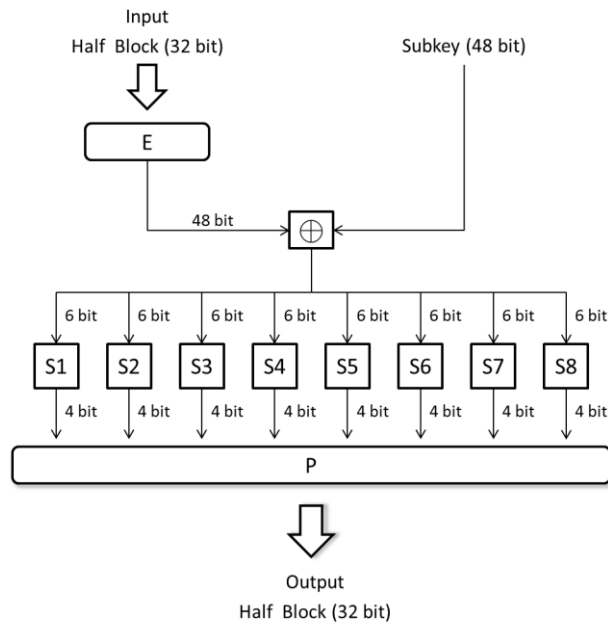 Input
Half Block (32 bit)
Subkey (48 bit)
E
48 bit
6 bit 6 bit 6 bit 6 bit 6 bit 6 bit 6 bit 6 bit
S1 S2 S3 S4 S5 S6 S7 S8
4 bit 4 bit 4 bit 4 bit 4 bit 4 bit 4 bit 4 bit
P
Output
Half Block (32 bit)